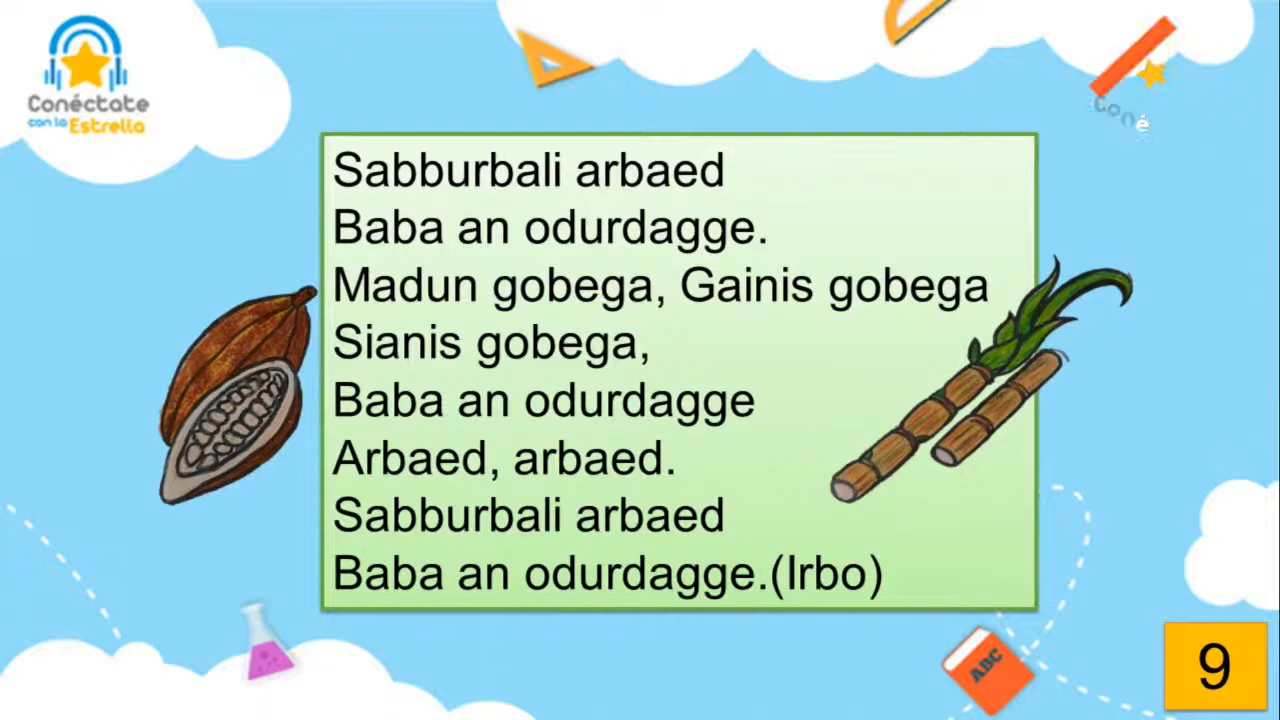 Conéctate
con la Estrella
Coné
Sabburbali arbaed
Baba an odurdagge.
Madun gobega, Gainis gobega
Sianis gobega,
Baba an odurdagge
Arbaed, arbaed.
Sabburbali arbaed
Baba an odurdagge.(Irbo)
ABC
9